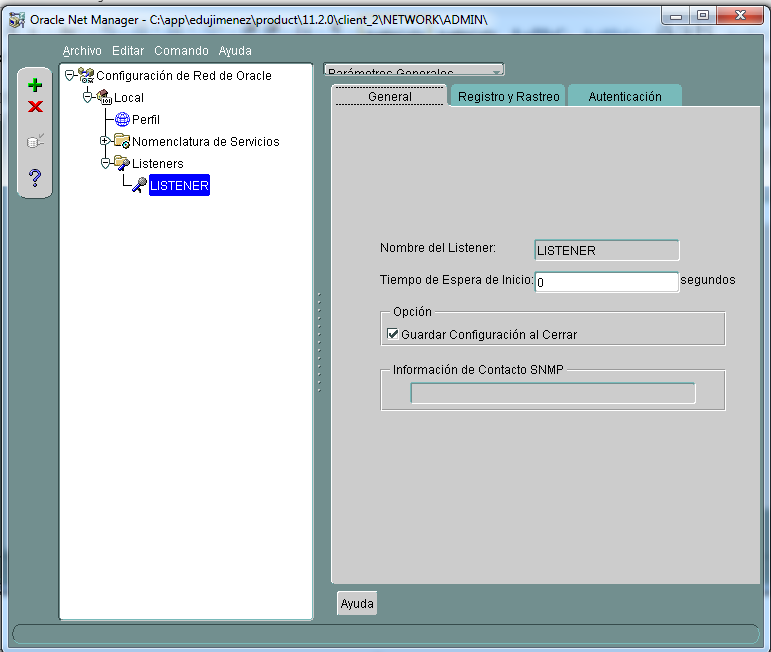 Oracle Net Manager - C:\app\edujimenez\product\11.2.0\client_2\NETWORK\ADMIN\
Archivo Editar Comando Ayuda
Configuración de Red de Oracle
Local
Perfil
Nomenclatura de Servicios
Listeners
LISTENER
Parámetros Generales
General Registro y Rastreo Autenticación
Nombre del Listener: LISTENER
Tiempo de Espera de Inicio: 0 segundos
Opción
Guardar Configuración al Cerrar
Información de Contacto SNMP
Ayuda